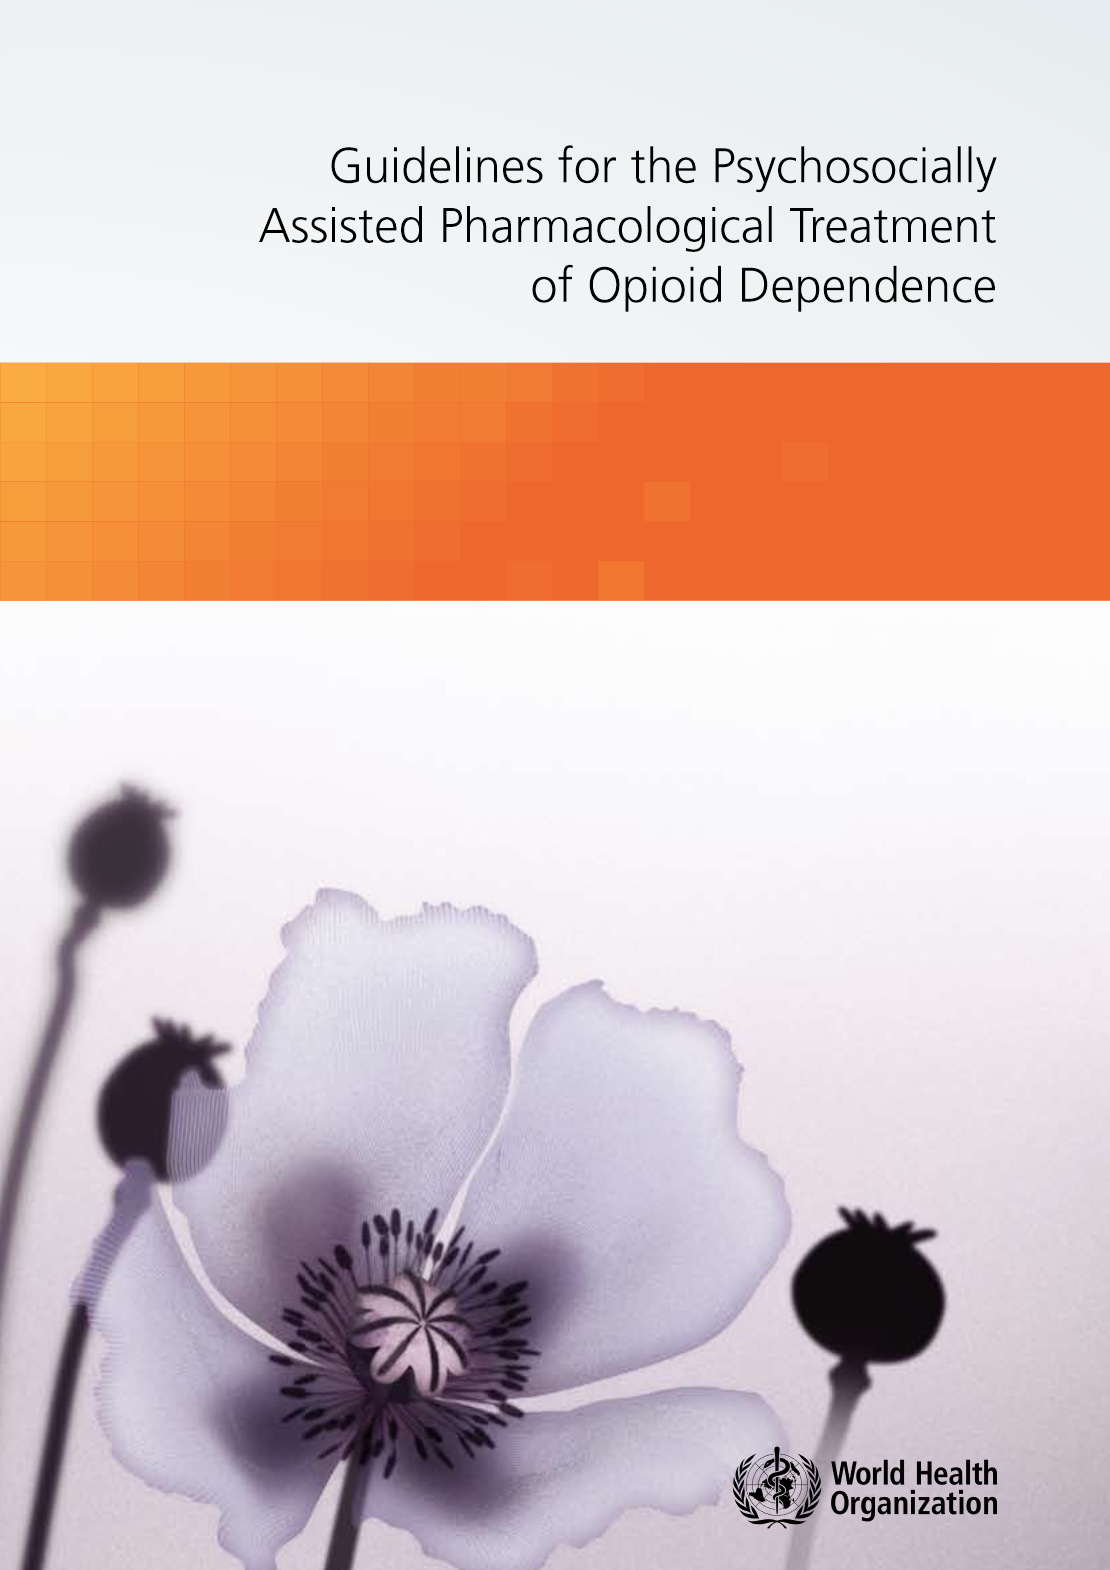 Guidelines for the Psychosocially
Assisted Pharmacological Treatment
of Opioid Dependence
World Health
Organization